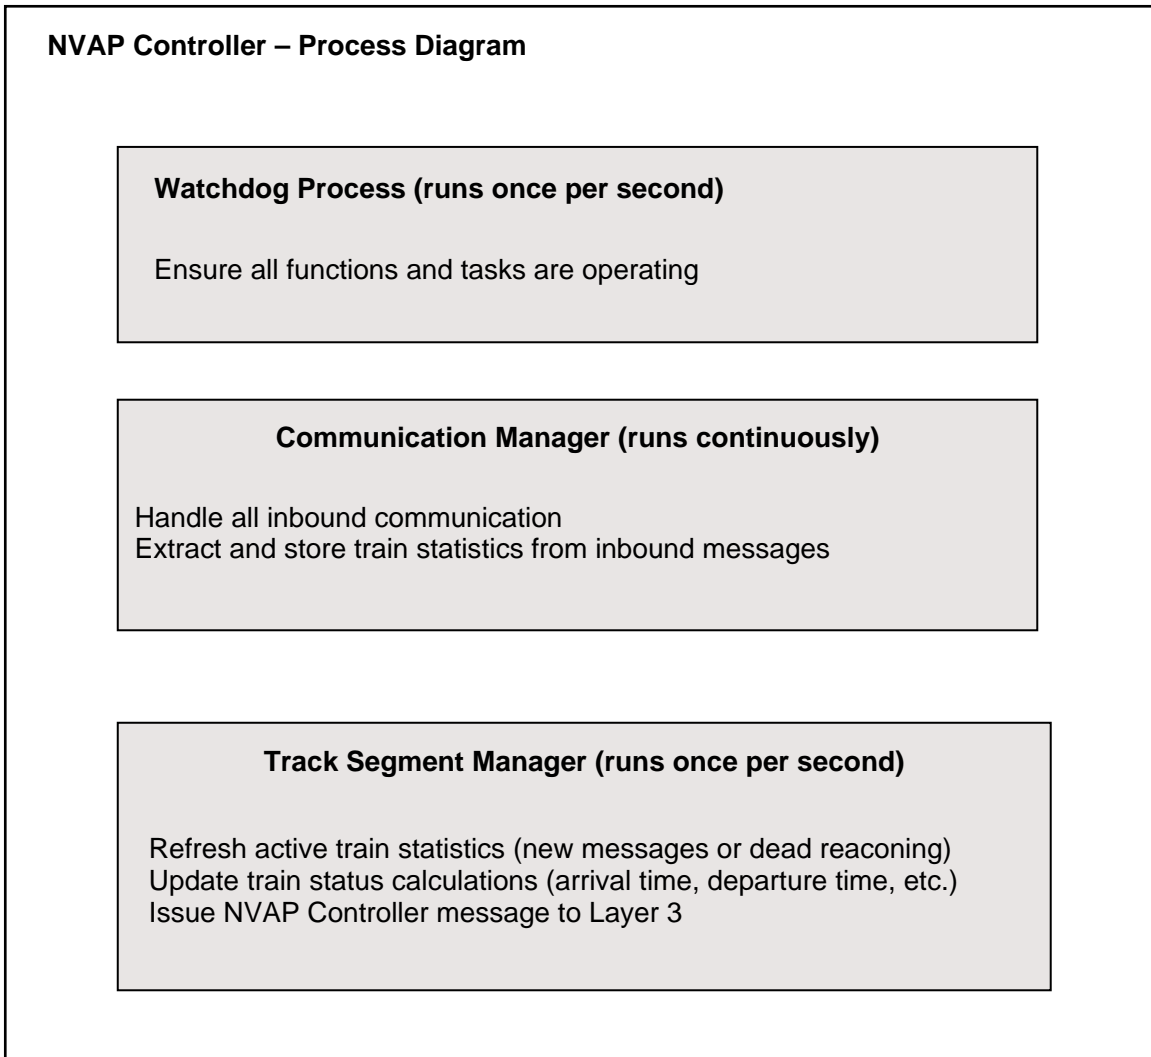 NVAP Controller – Process Diagram
Watchdog Process (runs once per second)
Ensure all functions and tasks are operating
Communication Manager (runs continuously)
Handle all inbound communication
Extract and store train statistics from inbound messages
Track Segment Manager (runs once per second)
Refresh active train statistics (new messages or dead reaconing)
Update train status calculations (arrival time, departure time, etc.)
Issue NVAP Controller message to Layer 3